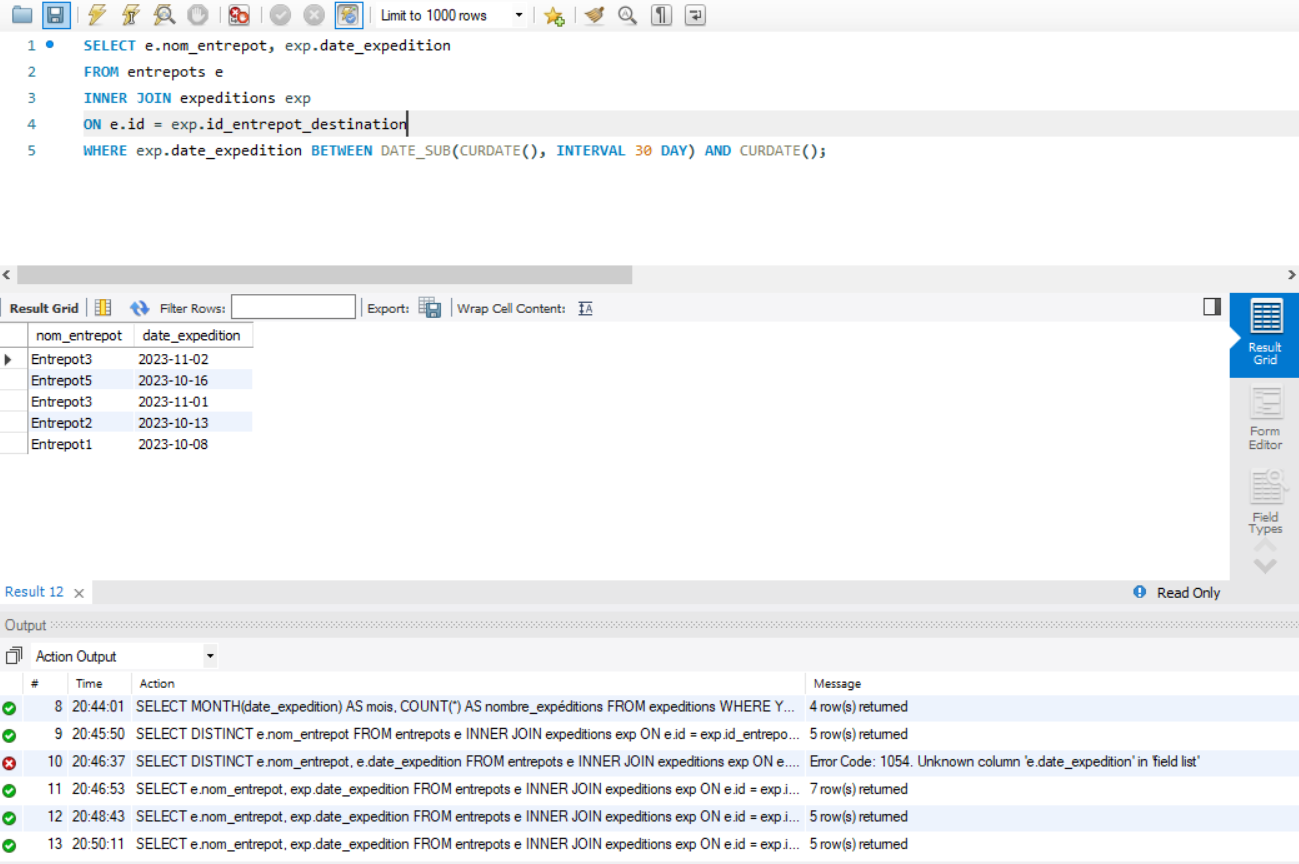 Limit to 1000 rows
1 SELECT e.nom_entrepot, exp.date_expedition
2 FROM entrepots e
3 INNER JOIN expeditions exp
4 ON e.id = exp.id_entrepot_destination
5 WHERE exp.date_expedition BETWEEN DATE_SUB(CURDATE(), INTERVAL 30 DAY) AND CURDATE();
Result Grid Filter Rows: Export: Wrap Cell Content:
nom_entrepot date_expedition
Entrepot3 2023-11-02
Entrepot5 2023-10-16
Entrepot3 2023-11-01
Entrepot2 2023-10-13
Entrepot1 2023-10-08
Result
Grid
Form
Editor
Field
Types
Result 12 Read Only
Output
Action Output
# Time Action Message
8 20:44:01 SELECT MONTH(date_expedition) AS mois, COUNT(*) AS nombre_expéditions FROM expeditions WHERE Y... 4 row(s) returned
9 20:45:50 SELECT DISTINCT e.nom_entrepot FROM entrepots e INNER JOIN expeditions exp ON e.id = exp.id_entrepo... 5 row(s) returned
10 20:46:37 SELECT DISTINCT e.nom_entrepot, e.date_expedition FROM entrepots e INNER JOIN expeditions exp ON e.... Error Code: 1054. Unknown column 'e.date_expedition' in 'field list'
11 20:46:53 SELECT e.nom_entrepot, exp.date_expedition FROM entrepots e INNER JOIN expeditions exp ON e.id = exp.i... 7 row(s) returned
12 20:48:43 SELECT e.nom_entrepot, exp.date_expedition FROM entrepots e INNER JOIN expeditions exp ON e.id = exp.i... 5 row(s) returned
13 20:50:11 SELECT e.nom_entrepot, exp.date_expedition FROM entrepots e INNER JOIN expeditions exp ON e.id = exp.i... 5 row(s) returned